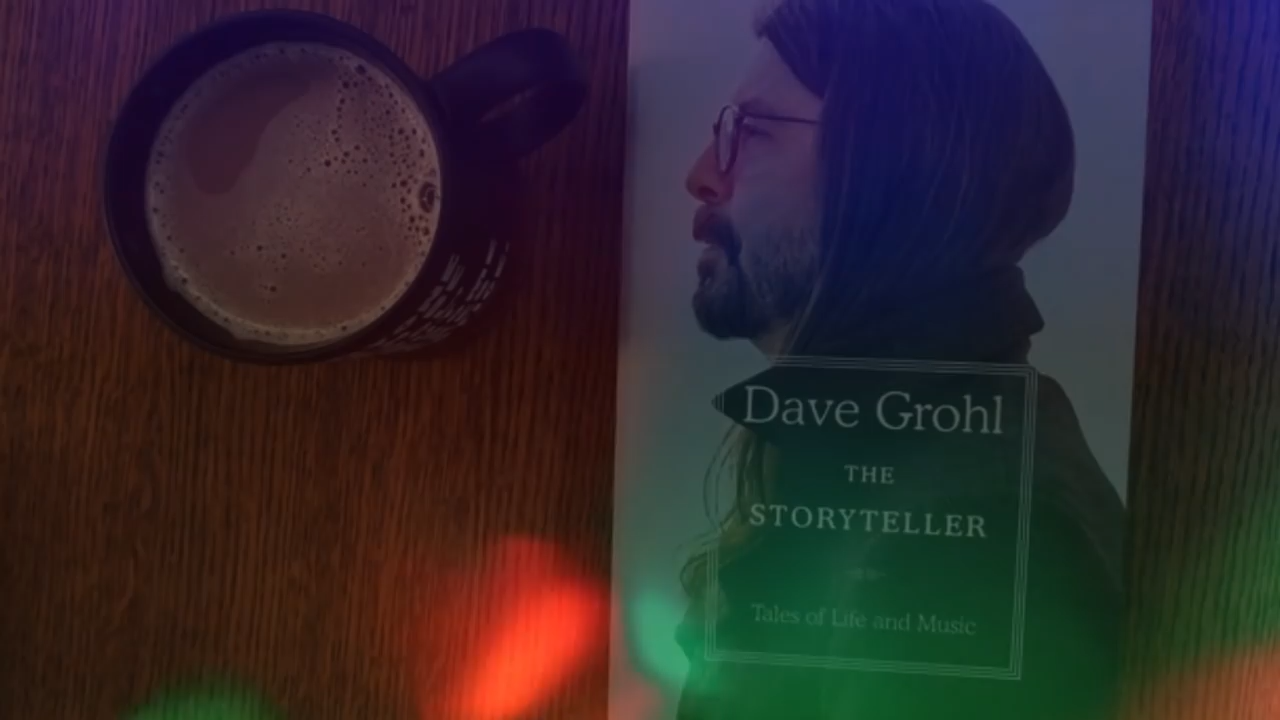 Dave Grohl
THE
STORYTELLER
Tales of Life and Music